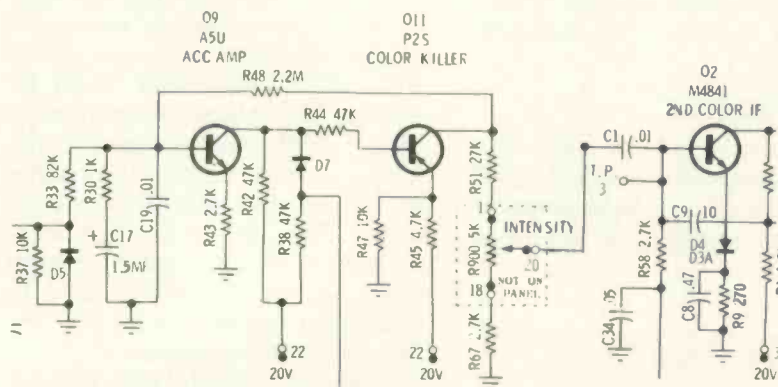 Q9
A5U
ACC AMP
Q11
P2S
COLOR KILLER
Q2
M4841
2ND COLOR IF
R48 2.2M
R44 47K
C1 .01
T.P.
3
R33 82K
R30 1K
C19 .01
R43 2.7K
R42 47K
D7
R38 47K
R47 10K
R45 4.7K
R51 27K
1
INTENSITY
R900 5K
20
NOT ON
PANEL
18
R67 2.7K
C9 .10
R58 2.7K
D4
D3A
C8 .47
R9 270
C34 .05
R37 10K
D5
+
C17
1.5MF
22
20V
22
20V
20V